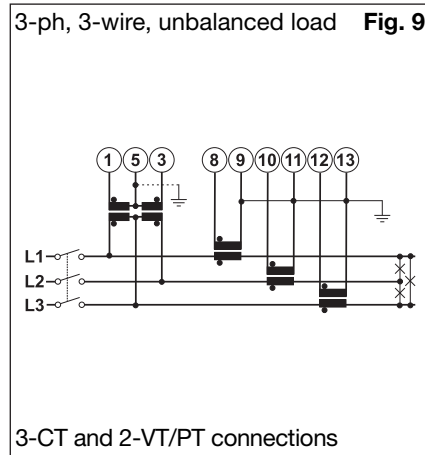 3-ph, 3-wire, unbalanced load Fig. 9
1 5 3 8 9 10 11 12 13
L1
L2
L3
3-CT and 2-VT/PT connections